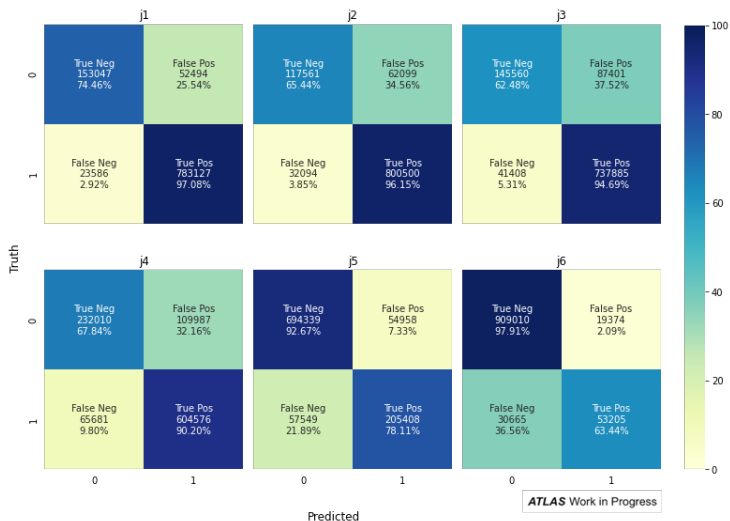 j1
j2
j3
0
True Neg
153047
74.46%
False Pos
52494
25.54%
True Neg
117561
65.44%
False Pos
62099
34.56%
True Neg
145560
62.48%
False Pos
87401
37.52%
1
False Neg
23586
2.92%
True Pos
783127
97.08%
False Neg
32094
3.85%
True Pos
800500
96.15%
False Neg
41408
5.31%
True Pos
737885
94.69%
Truth
j4
j5
j6
0
True Neg
232010
67.84%
False Pos
109987
32.16%
True Neg
694339
92.67%
False Pos
54958
7.33%
True Neg
909010
97.91%
False Pos
19374
2.09%
1
False Neg
65681
9.80%
True Pos
604576
90.20%
False Neg
57549
21.89%
True Pos
205408
78.11%
False Neg
30665
36.56%
True Pos
53205
63.44%
0
1
0
1
0
1
Predicted
ATLAS Work in Progress
100
80
60
40
20
0